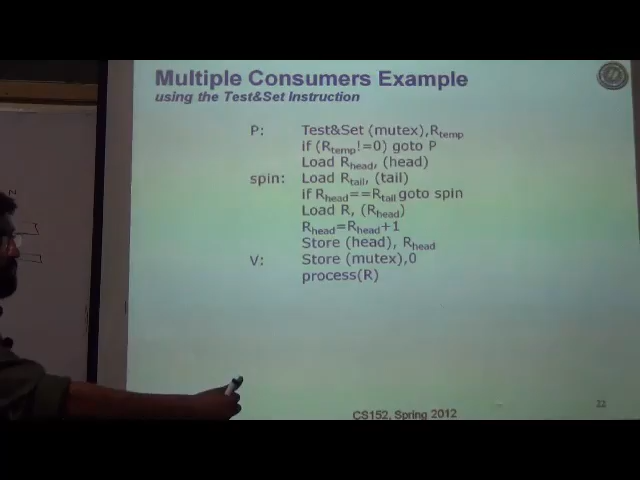 Multiple Consumers Example
using the Test&Set Instruction
P: Test&Set (mutex),Rtemp
if (Rtemp!=0) goto P
Load Rhead, (head)
spin: Load Rtail, (tail)
if Rhead==Rtail goto spin
Load R, (Rhead)
Rhead=Rhead+1
Store (head), Rhead
V: Store (mutex),0
process(R)
CS152, Spring 2012
22